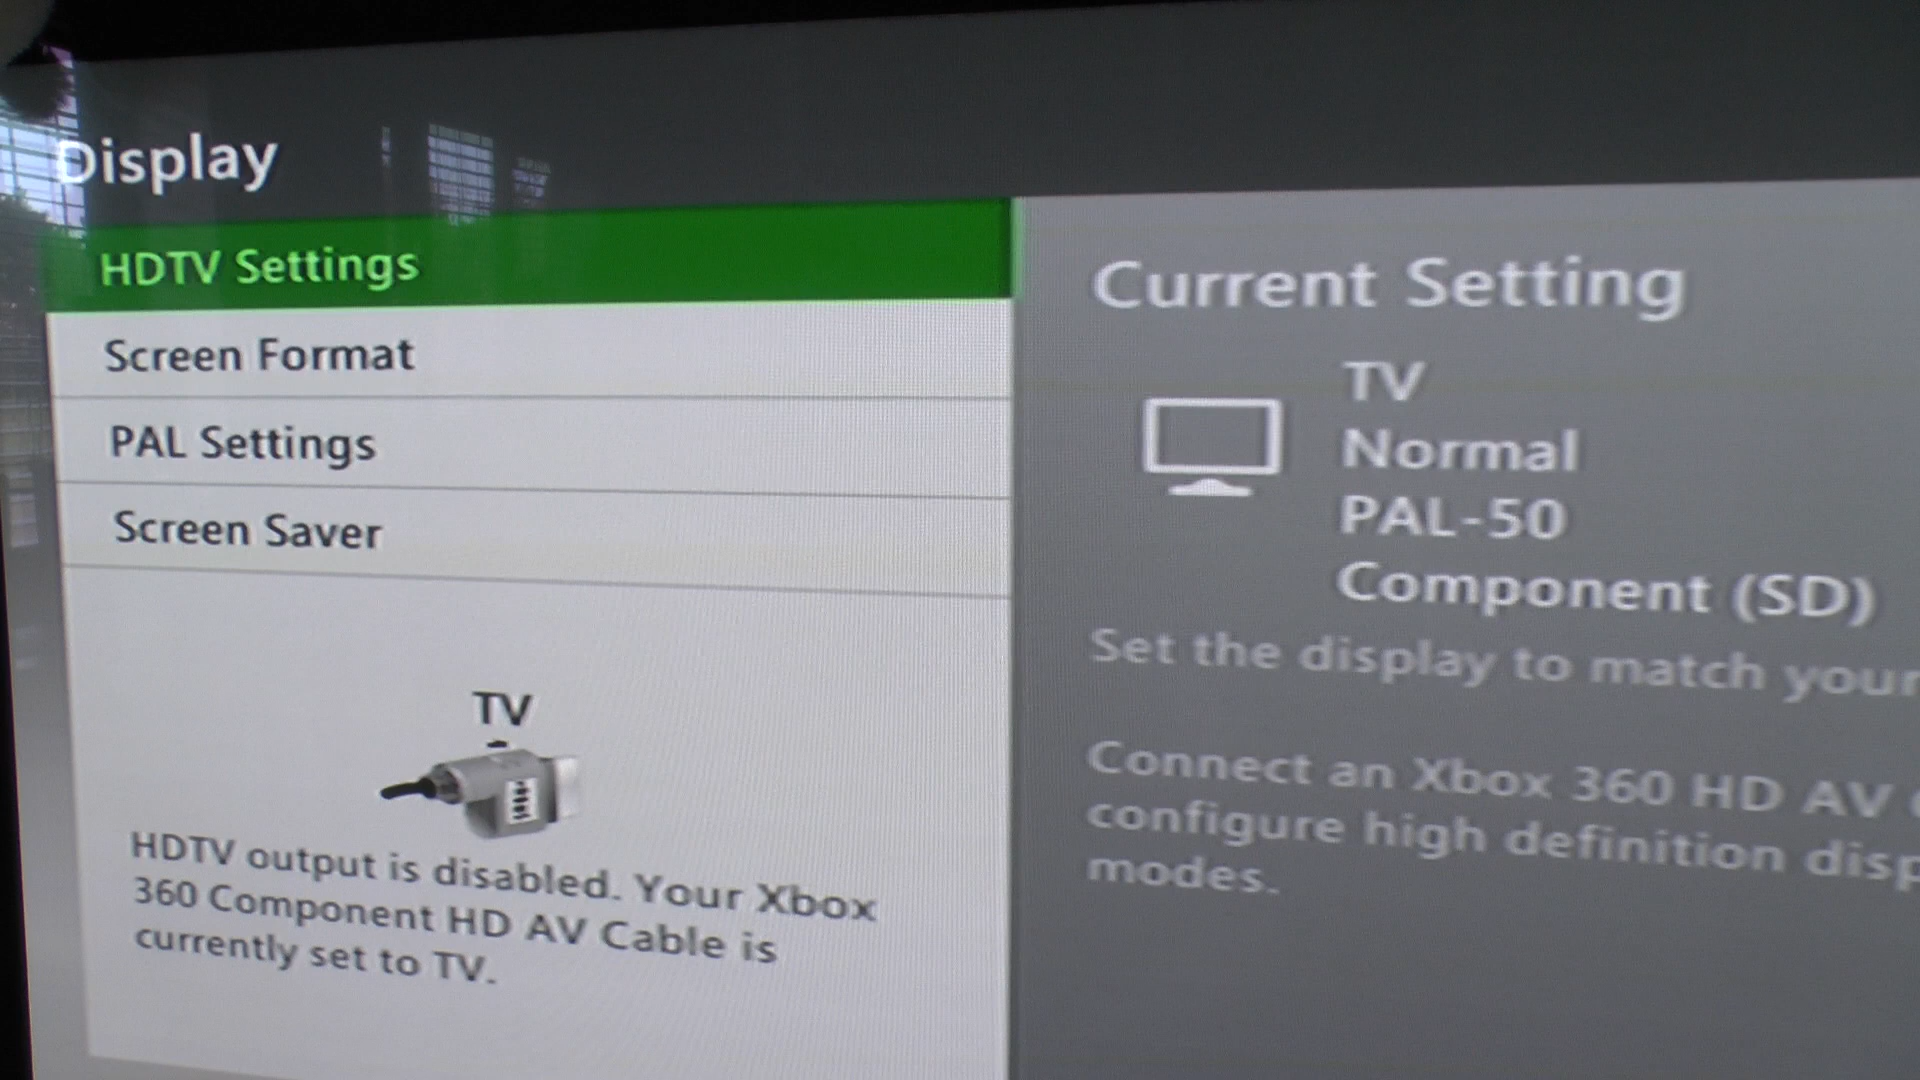 Display
HDTV Settings
Screen Format
PAL Settings
Screen Saver
TV
HDTV output is disabled. Your Xbox
360 Component HD AV Cable is
currently set to TV.
Current Setting
TV
Normal
PAL-50
Component (SD)
Set the display to match your
Connect an Xbox 360 HD AV
configure high definition
modes.